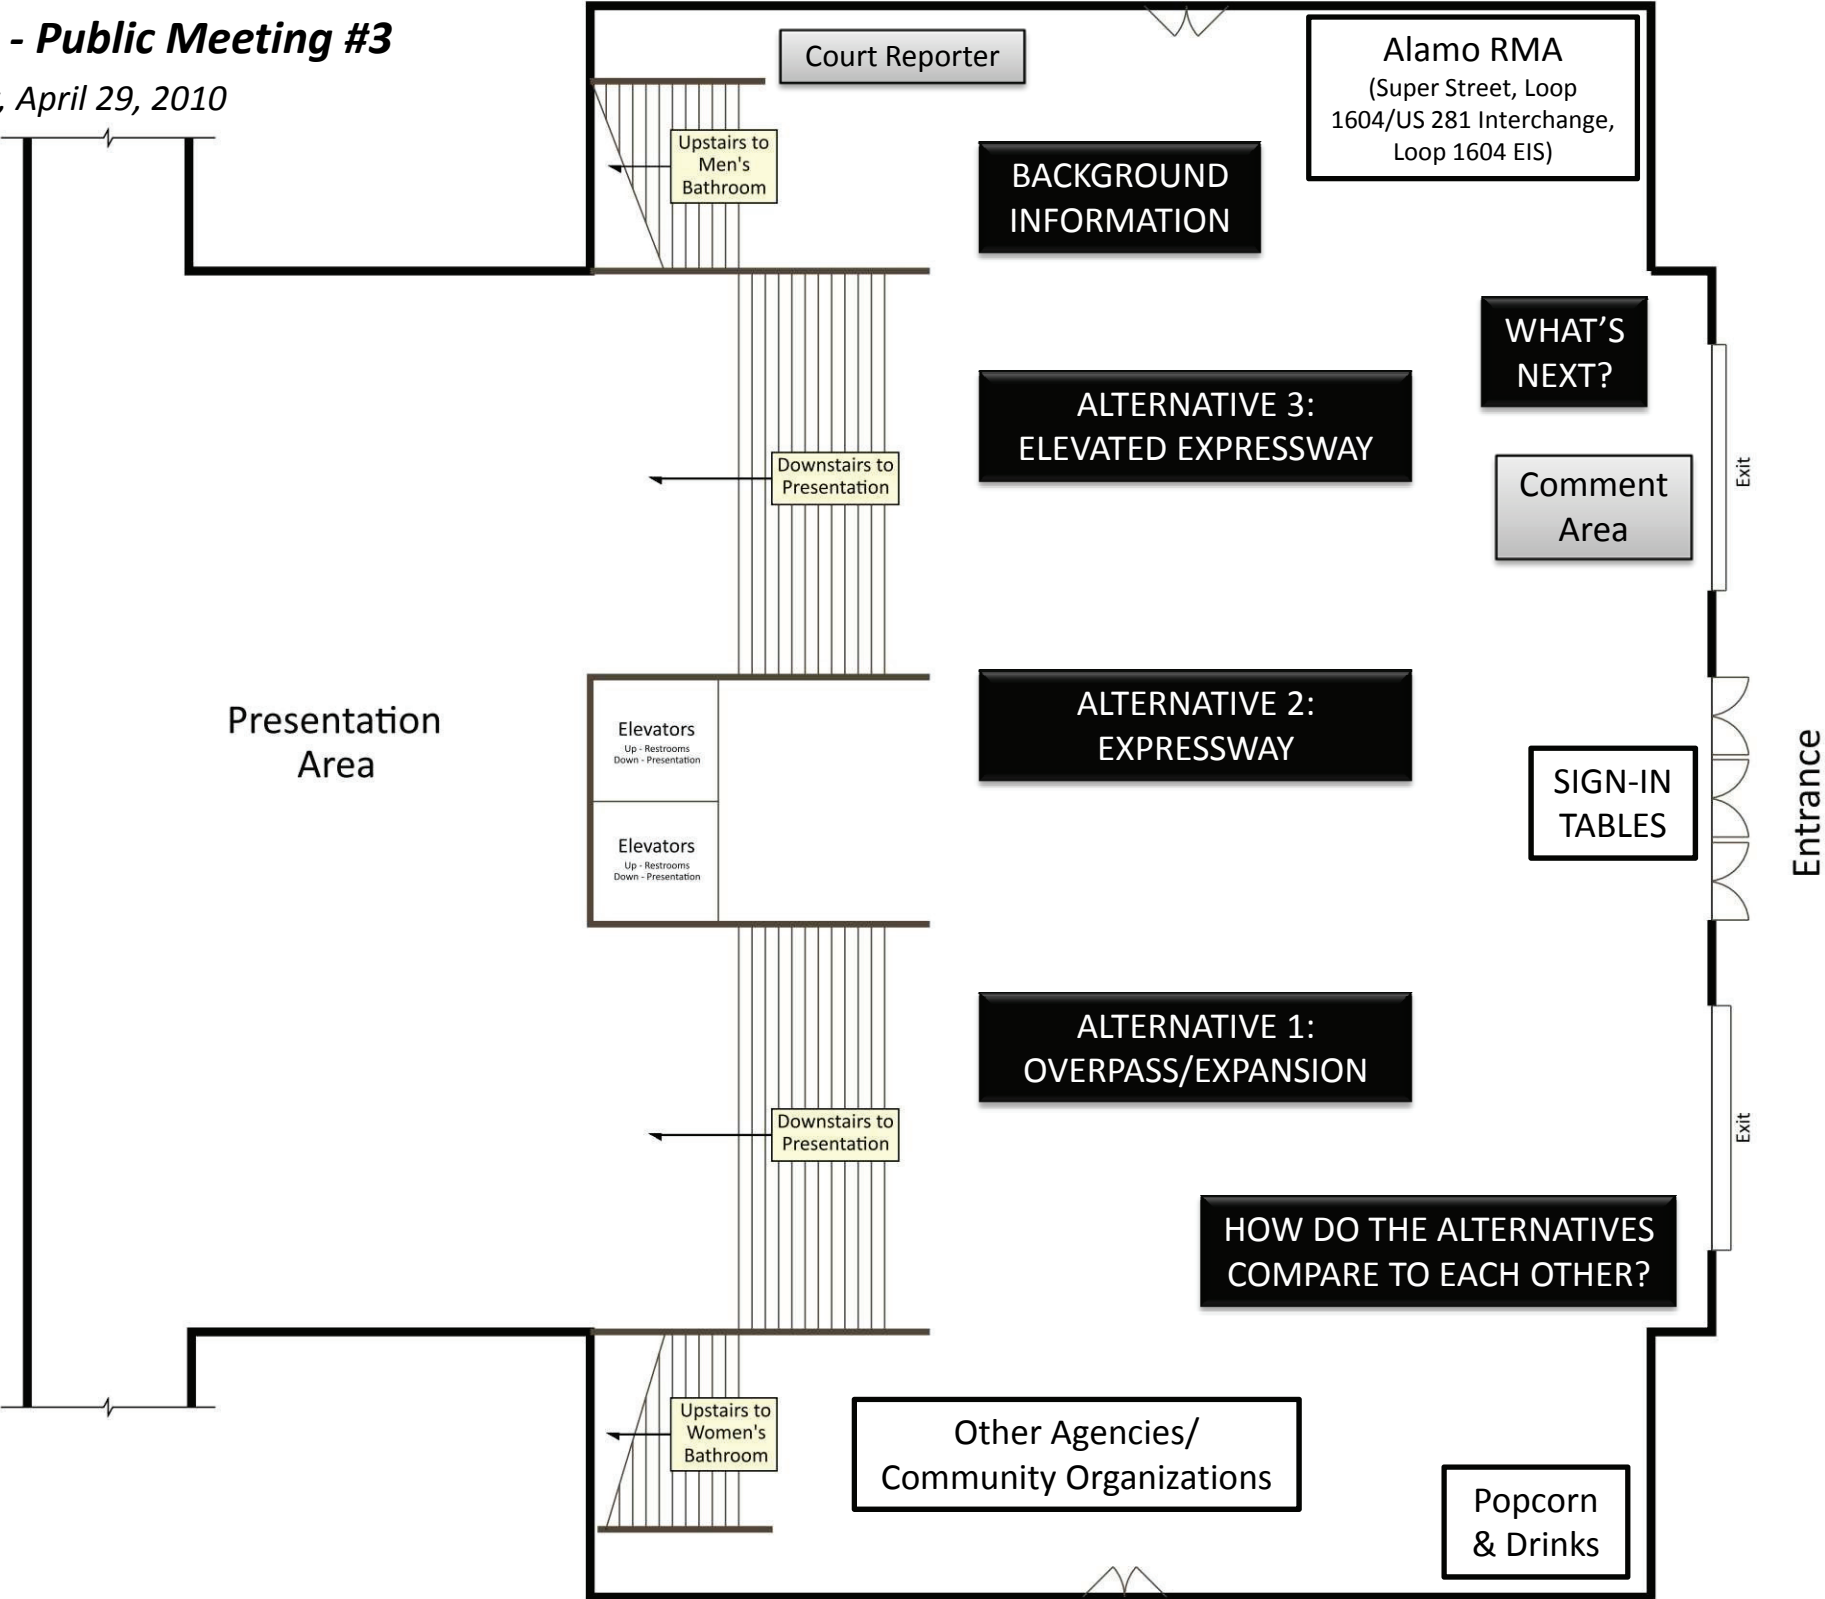 - Public Meeting #3
, April 29, 2010
Court Reporter
Alamo RMA
(Super Street, Loop
1604/US 281 Interchange,
Loop 1604 EIS)
Upstairs to
Men's
Bathroom
BACKGROUND
INFORMATION
WHAT’S
NEXT?
ALTERNATIVE 3:
ELEVATED EXPRESSWAY
Downstairs to
Presentation
Comment
Area
Exit
Presentation
Area
Elevators
Up - Restrooms
Down - Presentation
ALTERNATIVE 2:
EXPRESSWAY
SIGN-IN
TABLES
Entrance
Elevators
Up - Restrooms
Down - Presentation
ALTERNATIVE 1:
OVERPASS/EXPANSION
Downstairs to
Presentation
Exit
HOW DO THE ALTERNATIVES
COMPARE TO EACH OTHER?
Upstairs to
Women's
Bathroom
Other Agencies/
Community Organizations
Popcorn
& Drinks